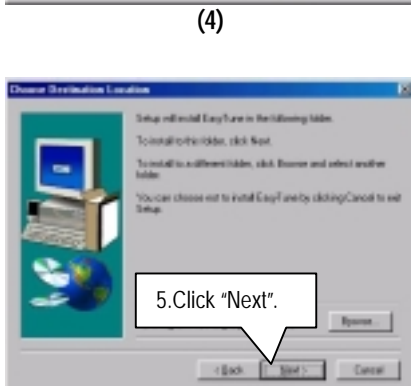 (4)
Choose Destination Location
Setup will install EasyTune in the following folder.
To install to this folder, click Next.
To install to a different folder, click Browse and select another
folder.
You can choose not to install EasyTune by clicking Cancel to exit
Setup.
5.Click “Next”.
Browse...
< Back
Next >
Cancel